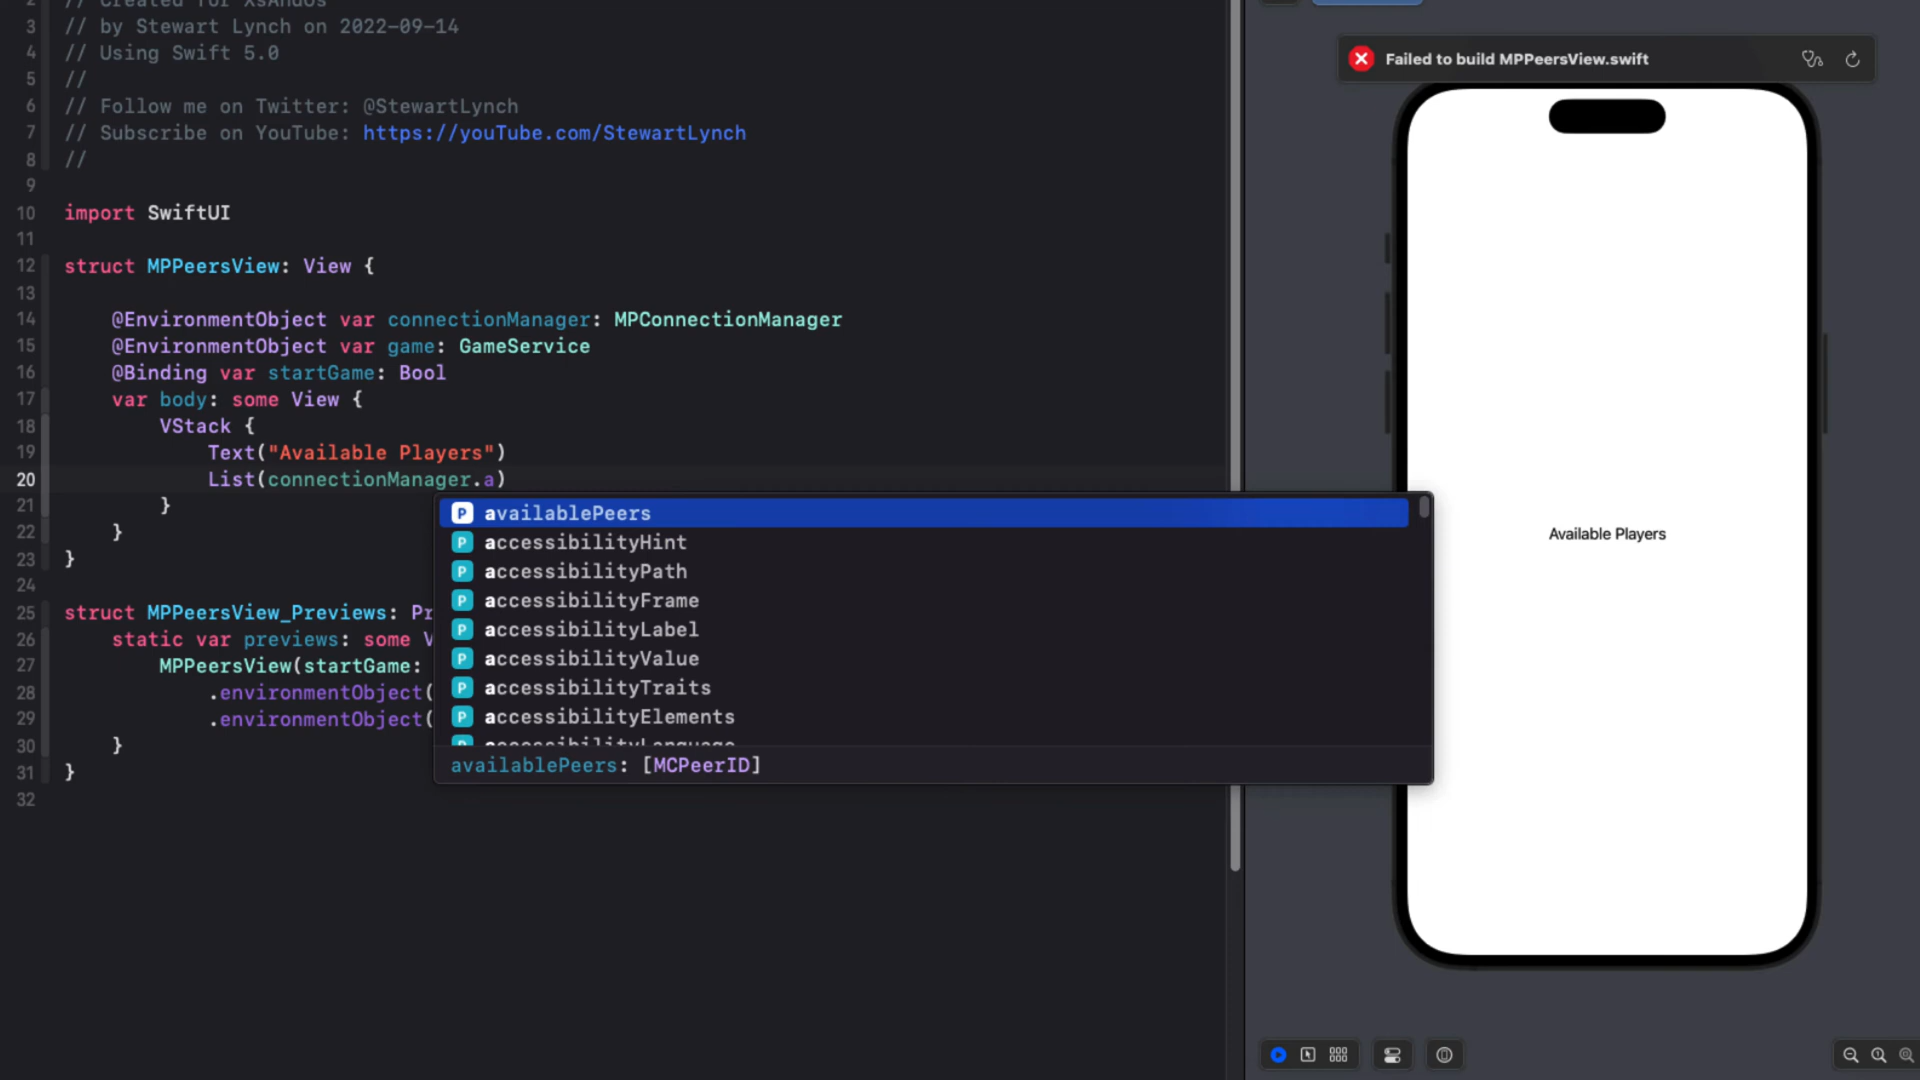 2 // Created for XsAndOs
3 // by Stewart Lynch on 2022-09-14
4 // Using Swift 5.0
5 //
6 // Follow me on Twitter: @StewartLynch
7 // Subscribe on YouTube: https://youTube.com/StewartLynch
8 //
9
10 import SwiftUI
11
12 struct MPPeersView: View {
13
14 @EnvironmentObject var connectionManager: MPConnectionManager
15 @EnvironmentObject var game: GameService
16 @Binding var startGame: Bool
17 var body: some View {
18 VStack {
19 Text("Available Players")
20 List(connectionManager.a)
21 }
22 }
23 }
24
25 struct MPPeersView_Previews: Pr
26 static var previews: some V
27 MPPeersView(startGame:
28 .environmentObject(
29 .environmentObject(
30 }
31 }
32
P availablePeers
P accessibilityHint
P accessibilityPath
P accessibilityFrame
P accessibilityLabel
P accessibilityValue
P accessibilityTraits
P accessibilityElements
P accessibilityLanguage
availablePeers: [MCPeerID]
Failed to build MPPeersView.swift
Available Players